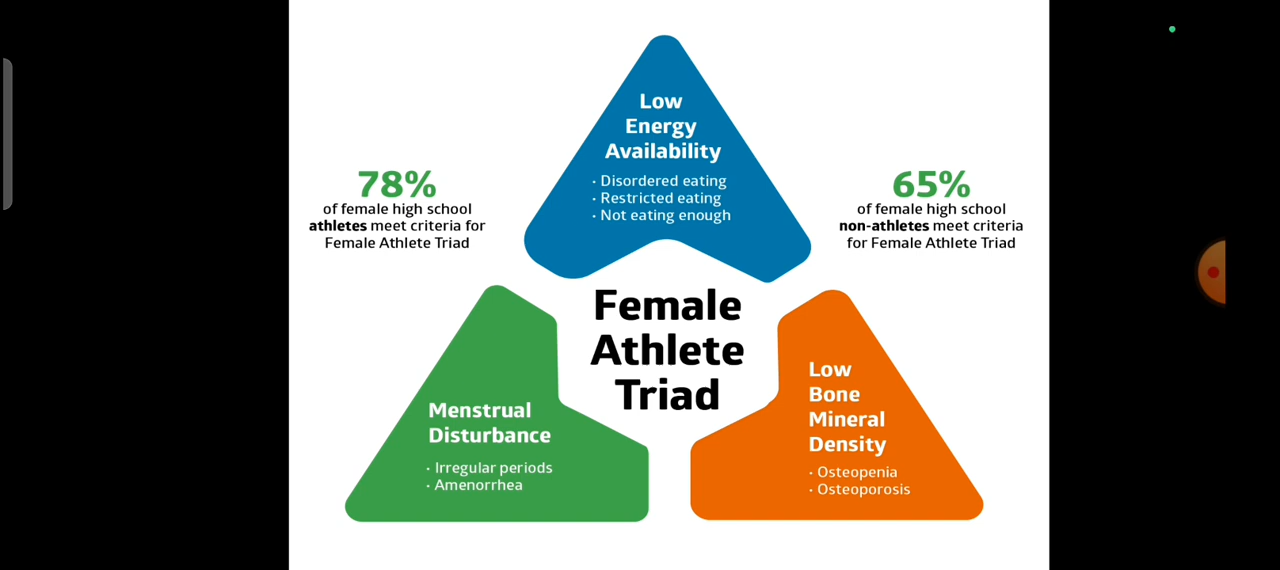 Low
Energy
Availability
· Disordered eating
· Restricted eating
· Not eating enough
78%
of female high school
athletes meet criteria for
Female Athlete Triad
65%
of female high school
non-athletes meet criteria
for Female Athlete Triad
Female
Athlete
Triad
Menstrual
Disturbance
· Irregular periods
· Amenorrhea
Low
Bone
Mineral
Density
· Osteopenia
· Osteoporosis